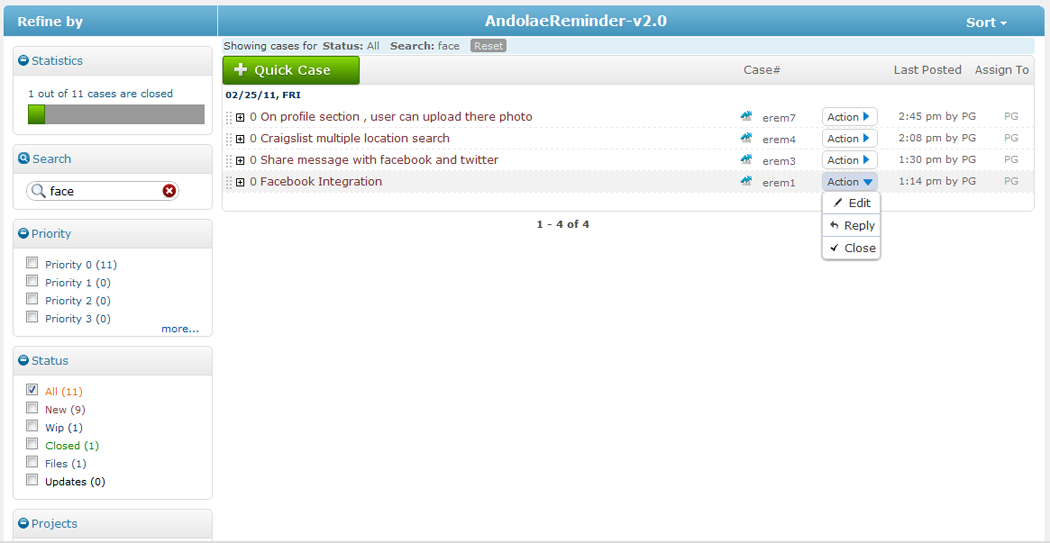 Refine by
AndolaeReminder-v2.0
Sort
Statistics
1 out of 11 cases are closed
Search
face
Priority
Priority 0 (11)
Priority 1 (0)
Priority 2 (0)
Priority 3 (0)
more...
Status
All (11)
New (9)
Wip (1)
Closed (1)
Files (1)
Updates (0)
Projects
Showing cases for Status: All Search: face Reset
Quick Case Case# Last Posted Assign To
02/25/11, FRI
0 On profile section , user can upload there photo erem7 Action 2:45 pm by PG PG
0 Craigslist multiple location search erem4 Action 2:08 pm by PG PG
0 Share message with facebook and twitter erem3 Action 1:30 pm by PG PG
0 Facebook Integration erem1 Action 1:14 pm by PG PG
Edit
Reply
Close
1 - 4 of 4